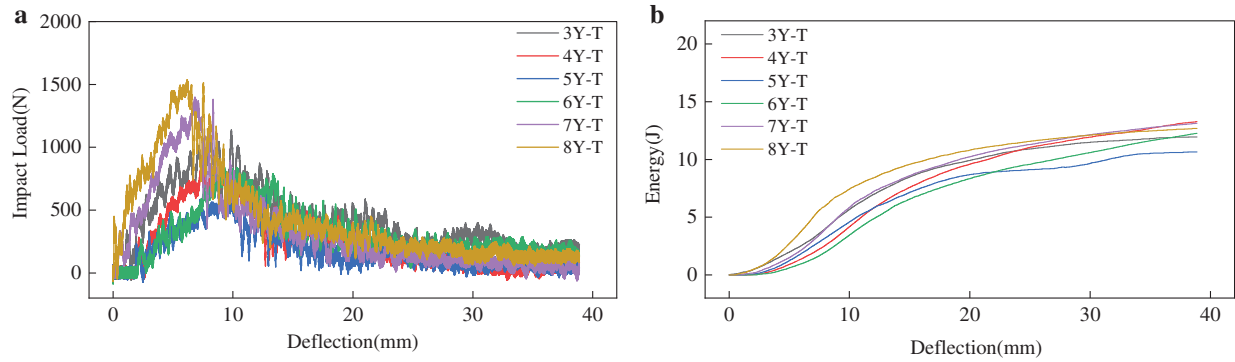 a
2000
1500
1000
500
0
Impact Load(N)
0 10 20 30 40
Deflection(mm)
3Y-T
4Y-T
5Y-T
6Y-T
7Y-T
8Y-T
b
20
15
10
5
0
Energy(J)
0 10 20 30 40
Deflection(mm)
3Y-T
4Y-T
5Y-T
6Y-T
7Y-T
8Y-T